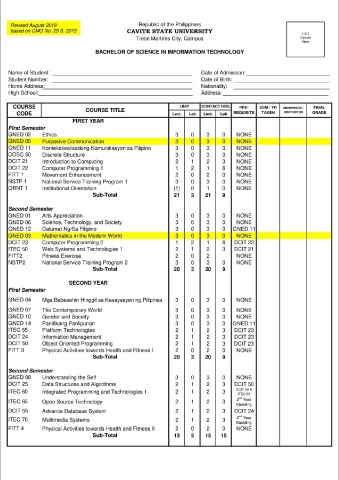 Revised August 2019
based on CMO No. 25 S. 2015
Republic of the Philippines
CAVITE STATE UNIVERSITY
Trece Martires City, Campus
BACHELOR OF SCIENCE IN INFORMATION TECHNOLOGY
1 X 1
Picture
Here
Name of Student: Date of Admission:
Student Number: Date of Birth:
Home Address: Nationality:
High School: Address:
COURSE CODE COURSE TITLE UNIT CONTACT HRS. PRE-REQUISITE SEM / YR TAKEN FINAL GRADE
Lect. Lab Lect. Lab
FIRST YEAR
First Semester
GNED 02 Ethics 3 0 3 0 NONE
GNED 05 Purposive Communication 3 0 3 0 NONE
GNED 11 Kontekstwalisadong Komunikasyon sa Filipino 3 0 3 0 NONE
COSC 50 Discrete Structure 3 0 3 0 NONE
DCIT 21 Introduction to Computing 2 1 2 3 NONE
DCIT 22 Computer Programming 1 1 2 1 6 NONE
FITT 1 Movement Enhancement 2 0 2 0 NONE
NSTP 1 National Service Training Program 1 3 0 3 0 NONE
ORNT 1 Institutional Orientation (1) 0 1 0 NONE
Sub-Total 21 3 21 9
Second Semester
GNED 01 Arts Appreciation 3 0 3 0 NONE
GNED 06 Science, Technology, and Society 3 0 3 0 NONE
GNED 12 Dalumat Ng/Sa Filipino 3 0 3 0 GNED 11
GNED 03 Mathematics in the Modern World 3 0 3 0 NONE
DCIT 23 Computer Programming 2 1 2 1 6 DCIT 22
ITEC 50 Web Systems and Technologies 1 2 1 2 3 DCIT 21
FITT2 Fitness Exercise 2 0 2 NONE
NSTP2 National Service Training Program 2 3 0 3 0 NONE
Sub-Total 20 3 20 9
SECOND YEAR
First Semester
GNED 04 Mga Babasahin Hinggil sa Kasaysayan ng Pilipinas 3 0 3 0 NONE
GNED 07 The Contemporary World 3 0 3 0 NONE
GNED 10 Gender and Society 3 0 3 0 NONE
GNED 14 Panitikang Panlipunan 3 0 3 0 GNED 11
ITEC 55 Platform Technologies 2 1 2 3 DCIT 23
DCIT 24 Information Management 2 1 2 3 DCIT 23
DCIT 50 Object Oriented Programming 2 1 2 3 DCIT 23
FITT 3 Physical Activities towards Health and Fitness I 2 0 2 0 NONE
Sub-Total 20 3 20 9
Second Semester
GNED 08 Understanding the Self 3 0 3 0 NONE
DCIT 25 Data Structures and Algorithms 2 1 2 3 DCIT 50
ITEC 60 Integrated Programming and Technologies 1 2 1 2 3 DCIT 50 &
ITEC 65 Open Source Technology 2 1 2 3 2nd Year Standing
DCIT 55 Advance Database System 2 1 2 3 DCIT 24
ITEC 70 Multimedia Systems 2 1 2 3 2nd Year Standing
FITT 4 Physical Activities towards Health and Fitness II 2 0 2 0 NONE
Sub-Total 15 5 15 15